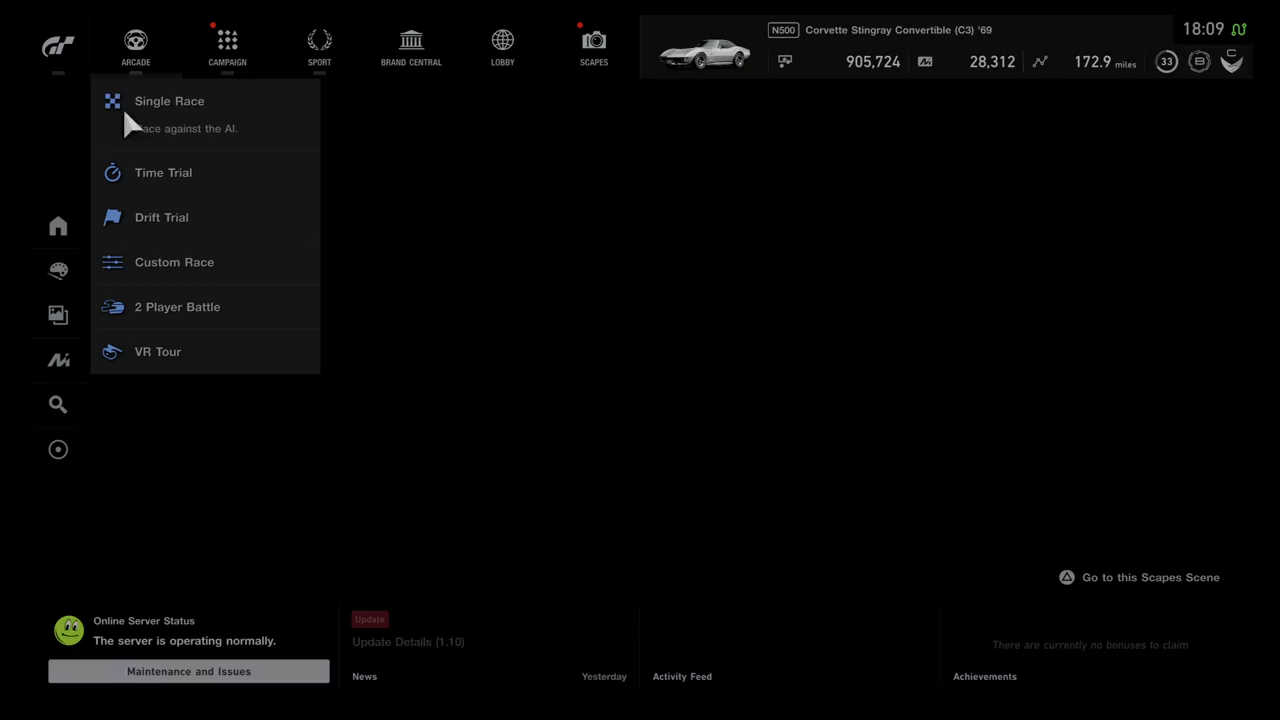 ARCADE
CAMPAIGN
SPORT
BRAND CENTRAL
LOBBY
SCAPES
N500 Corvette Stingray Convertible (C3) '69
18:09
905,724
28,312
172.9 miles
33
B
Single Race
ace against the AI.
Time Trial
Drift Trial
Custom Race
2 Player Battle
VR Tour
Go to this Scapes Scene
Online Server Status
The server is operating normally.
Maintenance and Issues
Update
Update Details (1.10)
News
Yesterday
Activity Feed
There are currently no bonuses to claim
Achievements